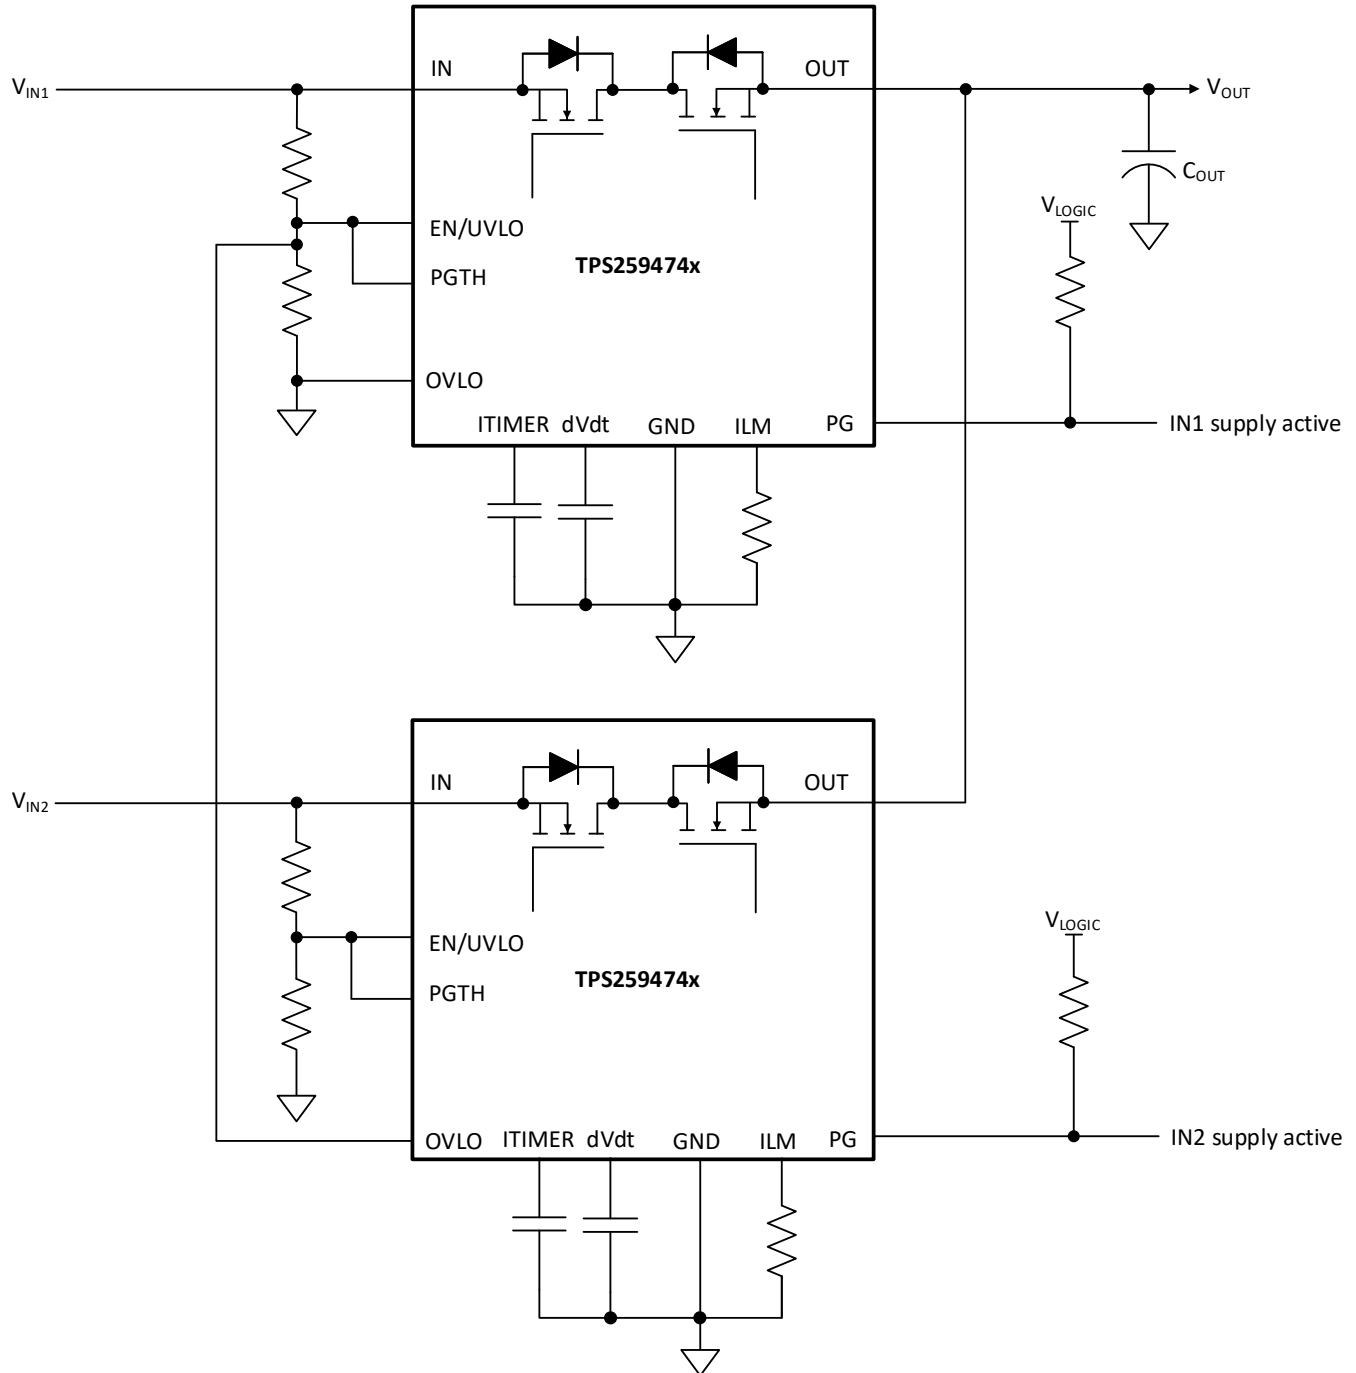 IN
OUT
VIN1
VOUT
COUT
VLOGIC
EN/UVLO
TPS259474x
PGTH
OVLO
ITIMER dVdt GND ILM PG
IN1 supply active
IN
OUT
VIN2
VLOGIC
EN/UVLO
TPS259474x
PGTH
OVLO ITIMER dVdt GND ILM PG
IN2 supply active